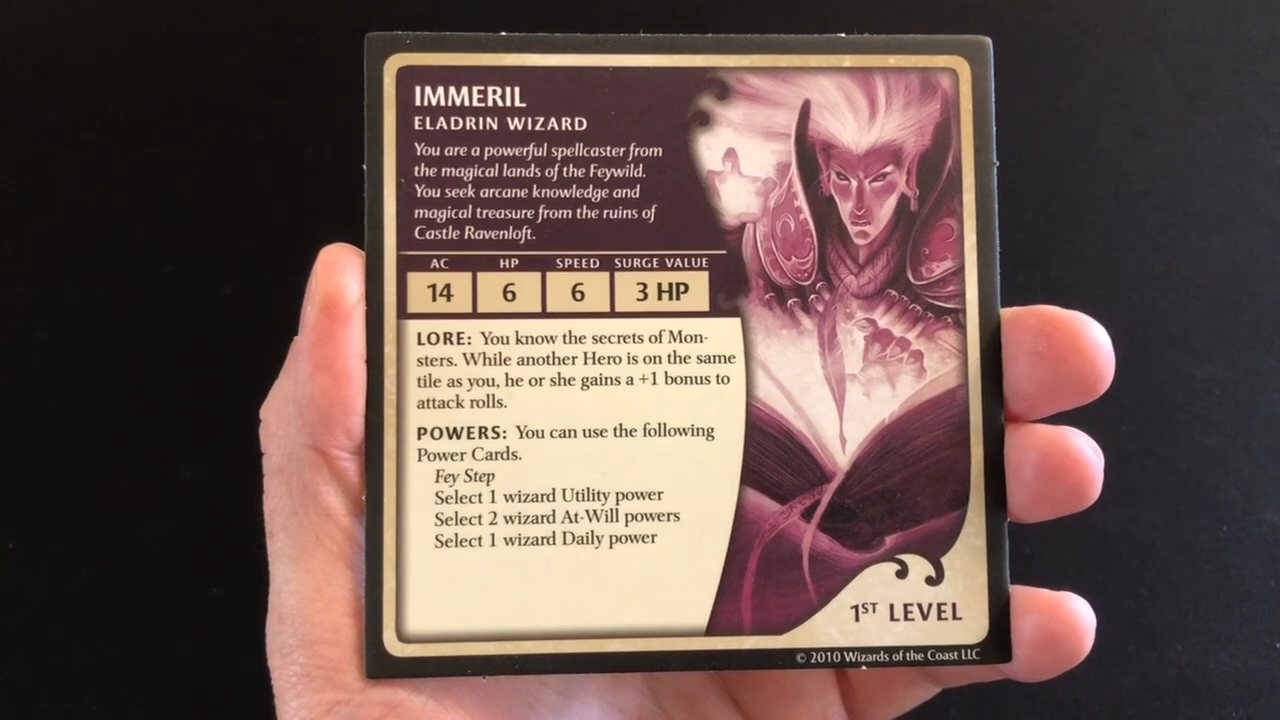 IMMERIL
ELADRIN WIZARD
You are a powerful spellcaster from
the magical lands of the Feywild.
You seek arcane knowledge and
magical treasure from the ruins of
Castle Ravenloft.
AC HP SPEED SURGE VALUE
14 6 6 3 HP
LORE: You know the secrets of Mon-
sters. While another Hero is on the same
tile as you, he or she gains a +1 bonus to
attack rolls.
POWERS: You can use the following
Power Cards.
Fey Step
Select 1 wizard Utility power
Select 2 wizard At-Will powers
Select 1 wizard Daily power
1ST LEVEL
© 2010 Wizards of the Coast LLC